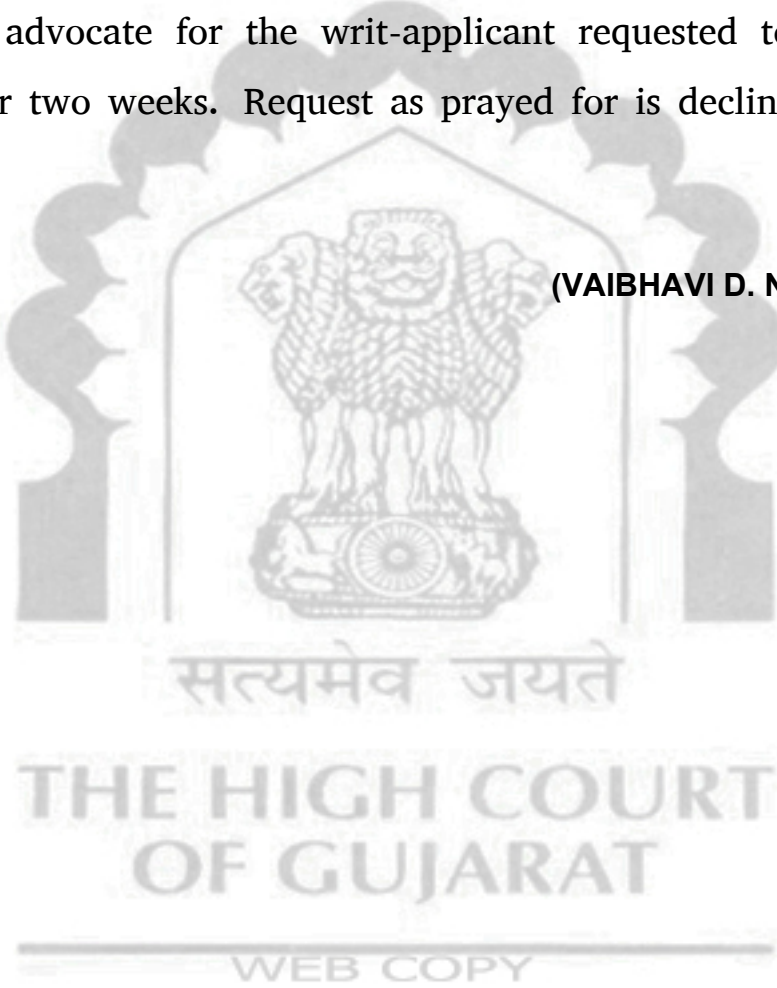 advocate for the writ-applicant requested to
r two weeks. Request as prayed for is declin
(VAIBHAVI D. N
सत्यमेव जयते
THE HIGH COURT
OF GUJARAT
WEB COPY